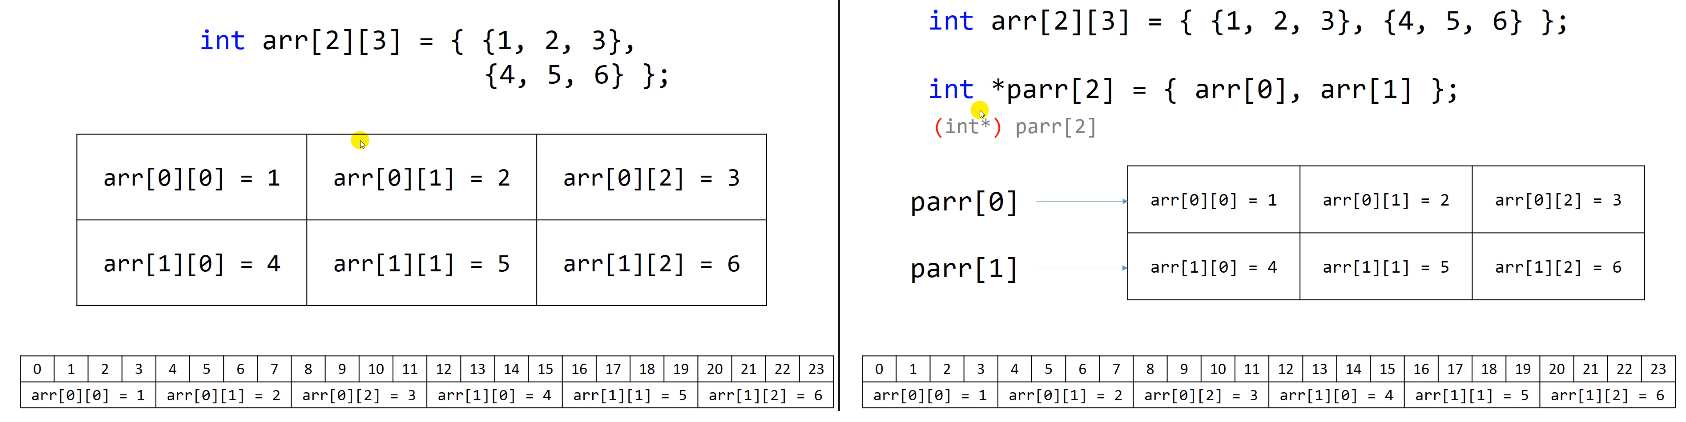 int arr[2][3] = { {1, 2, 3},
{4, 5, 6} };
arr[0][0] = 1 arr[0][1] = 2 arr[0][2] = 3
arr[1][0] = 4 arr[1][1] = 5 arr[1][2] = 6
0 1 2 3 4 5 6 7 8 9 10 11 12 13 14 15 16 17 18 19 20 21 22 23
arr[0][0] = 1 arr[0][1] = 2 arr[0][2] = 3 arr[1][0] = 4 arr[1][1] = 5 arr[1][2] = 6
int arr[2][3] = { {1, 2, 3}, {4, 5, 6} };
int *parr[2] = { arr[0], arr[1] };
(int*) parr[2]
parr[0] arr[0][0] = 1 arr[0][1] = 2 arr[0][2] = 3
parr[1] arr[1][0] = 4 arr[1][1] = 5 arr[1][2] = 6
0 1 2 3 4 5 6 7 8 9 10 11 12 13 14 15 16 17 18 19 20 21 22 23
arr[0][0] = 1 arr[0][1] = 2 arr[0][2] = 3 arr[1][0] = 4 arr[1][1] = 5 arr[1][2] = 6